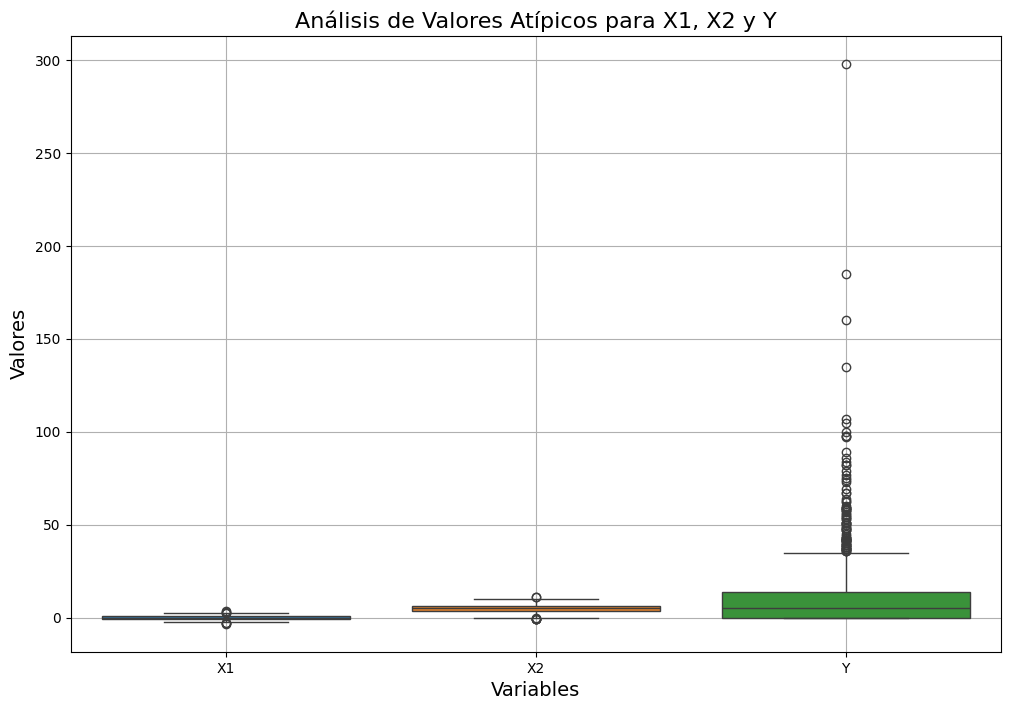 Análisis de Valores Atípicos para X1, X2 y Y
300
250
200
150
100
50
0
Valores
X1 X2 Y
Variables